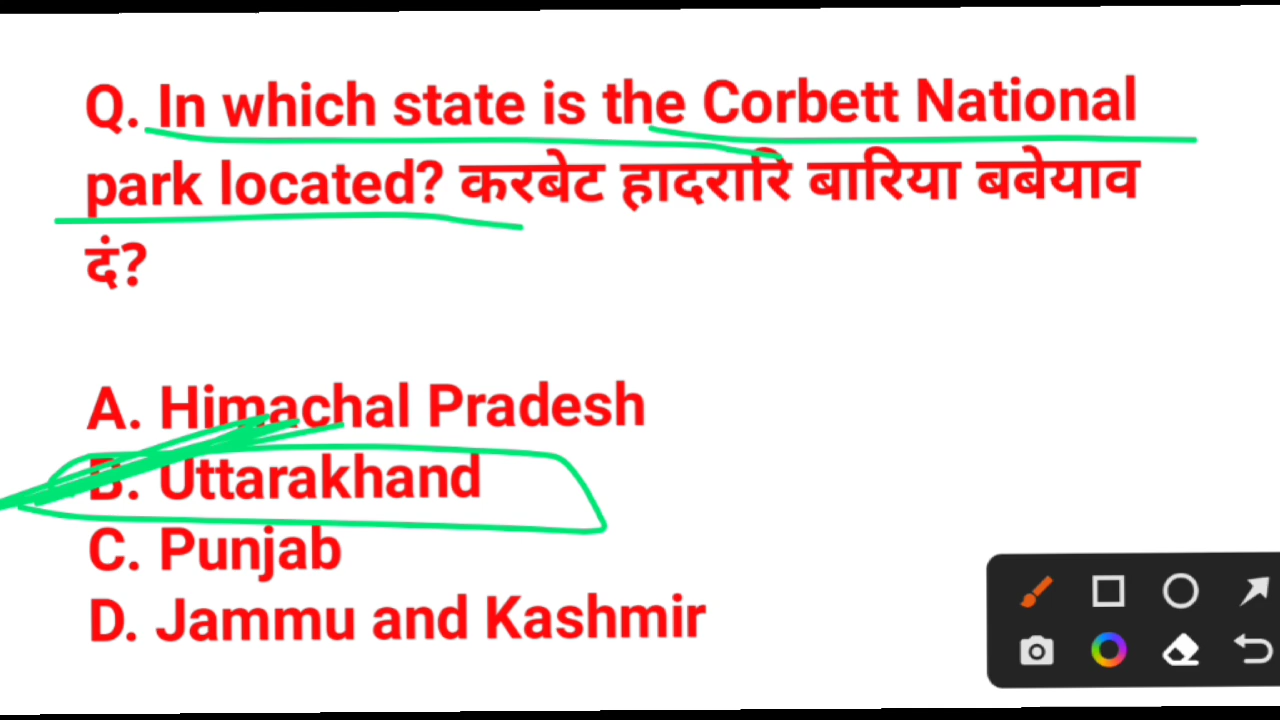 Q. In which state is the Corbett National
park located? करबेट हादरारि बारिया बबेयाव
दं?
A. Himachal Pradesh
B. Uttarakhand
C. Punjab
D. Jammu and Kashmir